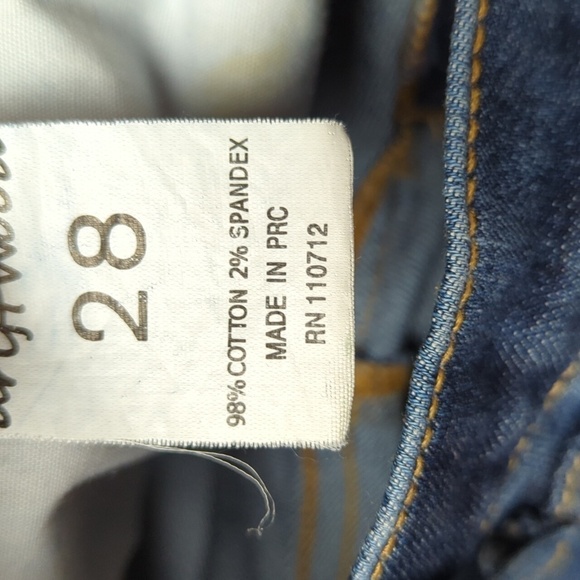 28
98% COTTON 2% SPANDEX
MADE IN PRC
RN 110712